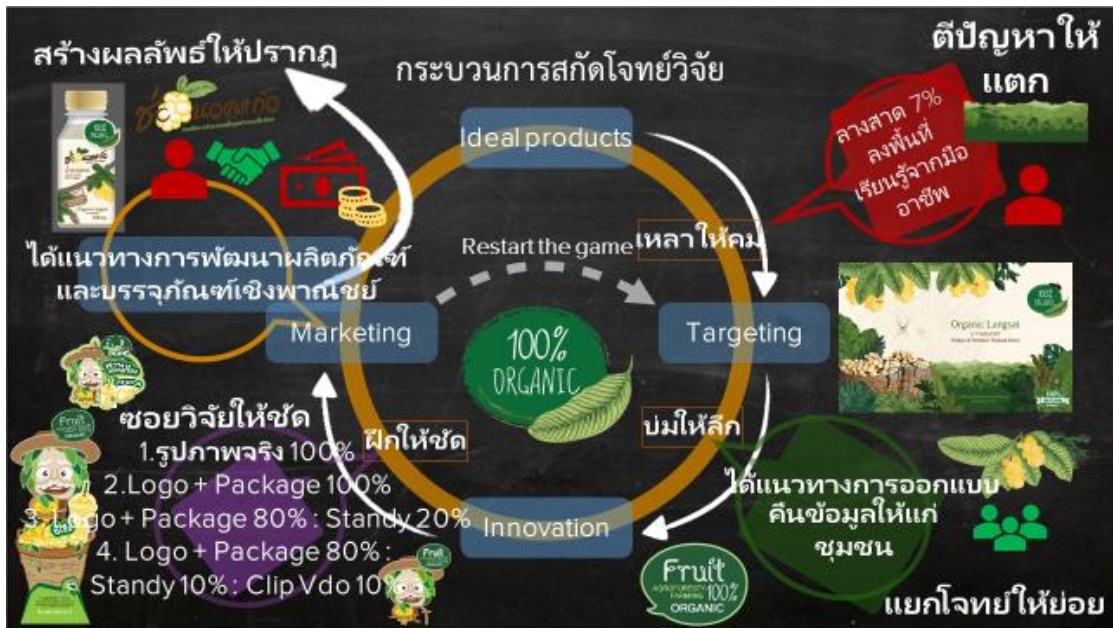 สร้างผลลัพธ์ให้ปรากฏ
กระบวนการสกัดโจทย์วิจัย
ตีปัญหาให้
แตก
Ideal products
ลางสาด 7%
ลงพื้นที่
เรียนรู้จากมือ
อาชีพ
Restart the game
เหลาให้คม
ได้แนวทางการพัฒนาผลิตภัณฑ์
และบรรจุภัณฑ์เชิงพาณิชย์
Marketing
Targeting
100%
ORGANIC
Organic Langsat
ซอยวิจัยให้ชัด
1.รูปภาพจริง 100%
2.Logo + Package 100%
3. Logo + Package 80% : Standy 20%
4. Logo + Package 80% :
Standy 10% : Clip Vdo 10%
ฝึกให้ชัด
บ่มให้ลึก
Innovation
ได้แนวทางการออกแบบ
คืนข้อมูลให้แก่
ชุมชน
Fruit
AGROFORESTY
FARMING 100%
ORGANIC
แยกโจทย์ให้ย่อย